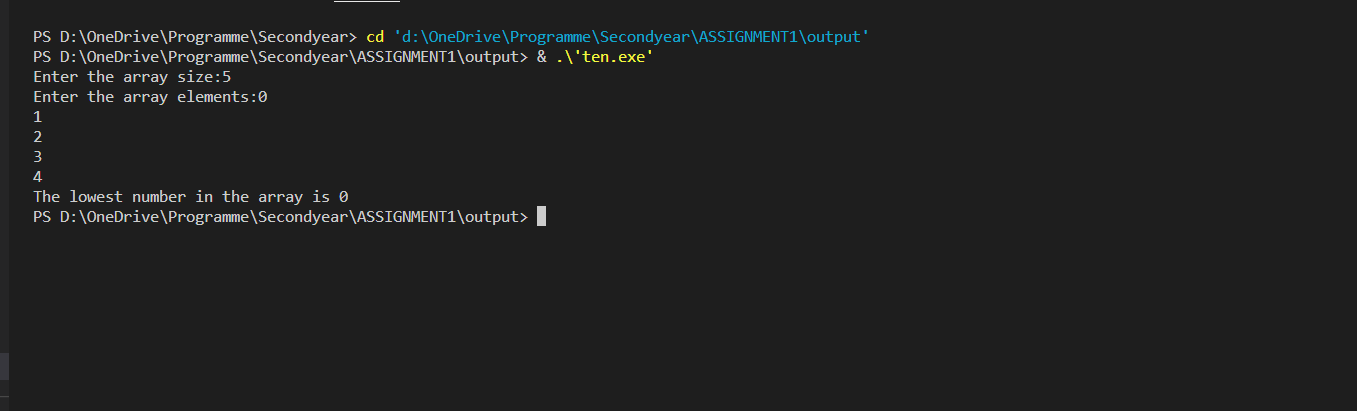 PS D:\OneDrive\Programme\Secondyear> cd 'd:\OneDrive\Programme\Secondyear\ASSIGNMENT1\output'
PS D:\OneDrive\Programme\Secondyear\ASSIGNMENT1\output> & .\'ten.exe'
Enter the array size:5
Enter the array elements:0
1
2
3
4
The lowest number in the array is 0
PS D:\OneDrive\Programme\Secondyear\ASSIGNMENT1\output>